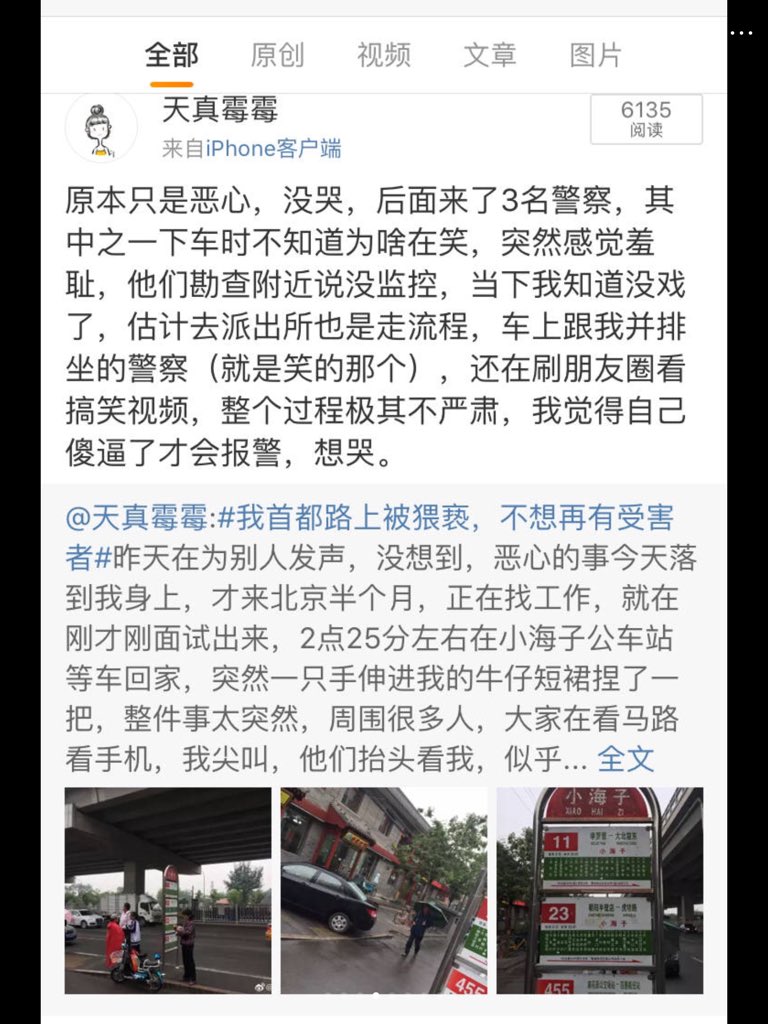 全部 原创 视频 文章 图片
天真霉霉
来自iPhone客户端
6135
阅读
原本只是恶心，没哭，后面来了3名警察，其
中之一下车时不知道为啥在笑，突然感觉羞
耻，他们勘查附近说没监控，当下我知道没戏
了，估计去派出所也是走流程，车上跟我并排
坐的警察（就是笑的那个），还在刷朋友圈看
搞笑视频，整个过程极其不严肃，我觉得自己
傻逼了才会报警，想哭。
@天真霉霉:#我首都路上被猥亵，不想再有受害
者#昨天在为别人发声，没想到，恶心的事今天落
到我身上，才来北京半个月，正在找工作，就在
刚才刚面试出来，2点25分左右在小海子公车站
等车回家，突然一只手伸进我的牛仔短裙捏了一
把，整件事太突然，周围很多人，大家在看马路
看手机，我尖叫，他们抬头看我，似乎... 全文
455
小海子
XIAO HAI ZI
11
小海子
23
小海子
455